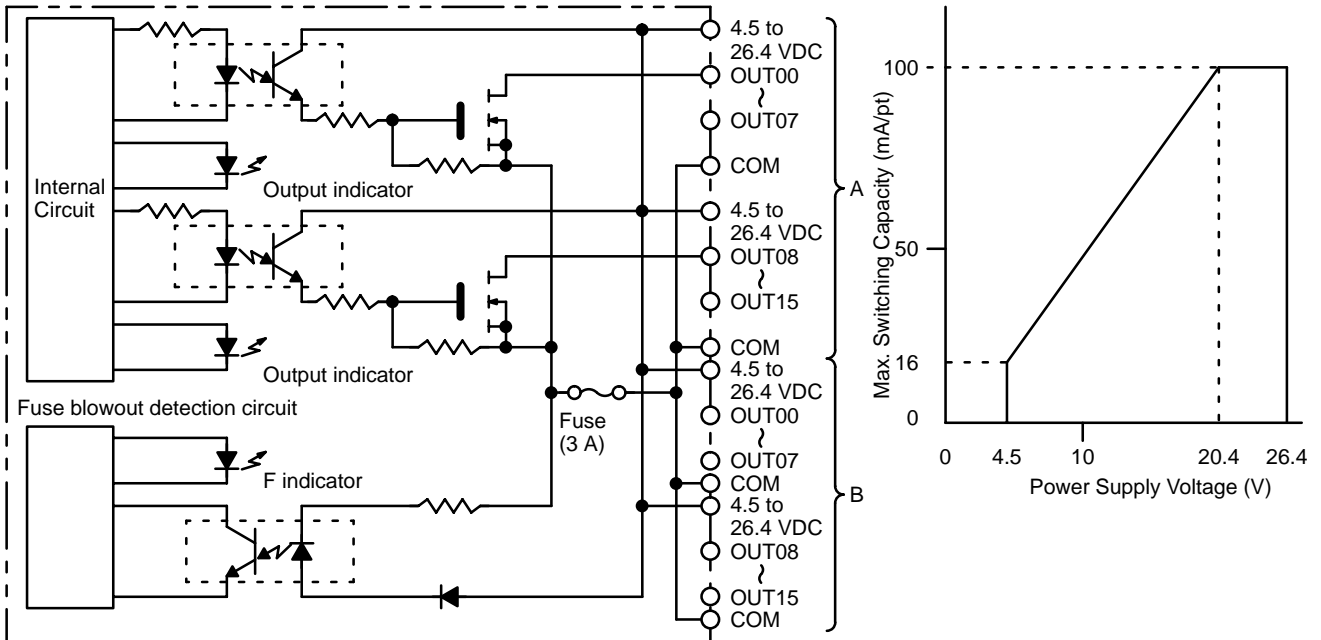 Internal
Circuit
Output indicator
Output indicator
Fuse blowout detection circuit
F indicator
Fuse
(3 A)
4.5 to
26.4 VDC
OUT00
~
OUT07
COM
4.5 to
26.4 VDC
OUT08
~
OUT15
COM
A
4.5 to
26.4 VDC
OUT00
~
OUT07
COM
4.5 to
26.4 VDC
OUT08
~
OUT15
COM
B
Max. Switching Capacity (mA/pt)
100
50
16
0
0 4.5 10 20.4 26.4
Power Supply Voltage (V)